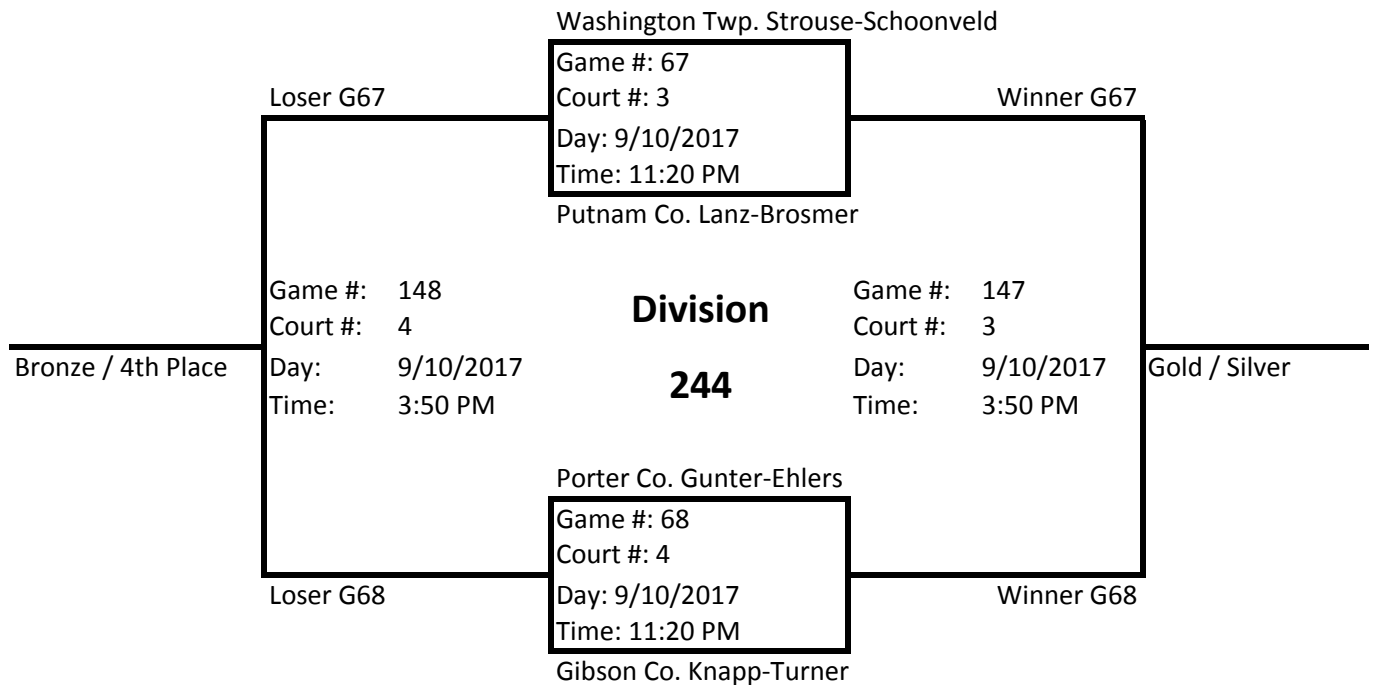 Washington Twp. Strouse-Schoonveld
Game #: 67
Loser G67 Court #: 3 Winner G67
Day: 9/10/2017
Time: 11:20 PM
Putnam Co. Lanz-Brosmer
Game #: 148 Division Game #: 147
Court #: 4 Court #: 3
Bronze / 4th Place Day: 9/10/2017 244 Day: 9/10/2017 Gold / Silver
Time: 3:50 PM Time: 3:50 PM
Porter Co. Gunter-Ehlers
Game #: 68
Court #: 4
Loser G68 Day: 9/10/2017 Winner G68
Time: 11:20 PM
Gibson Co. Knapp-Turner